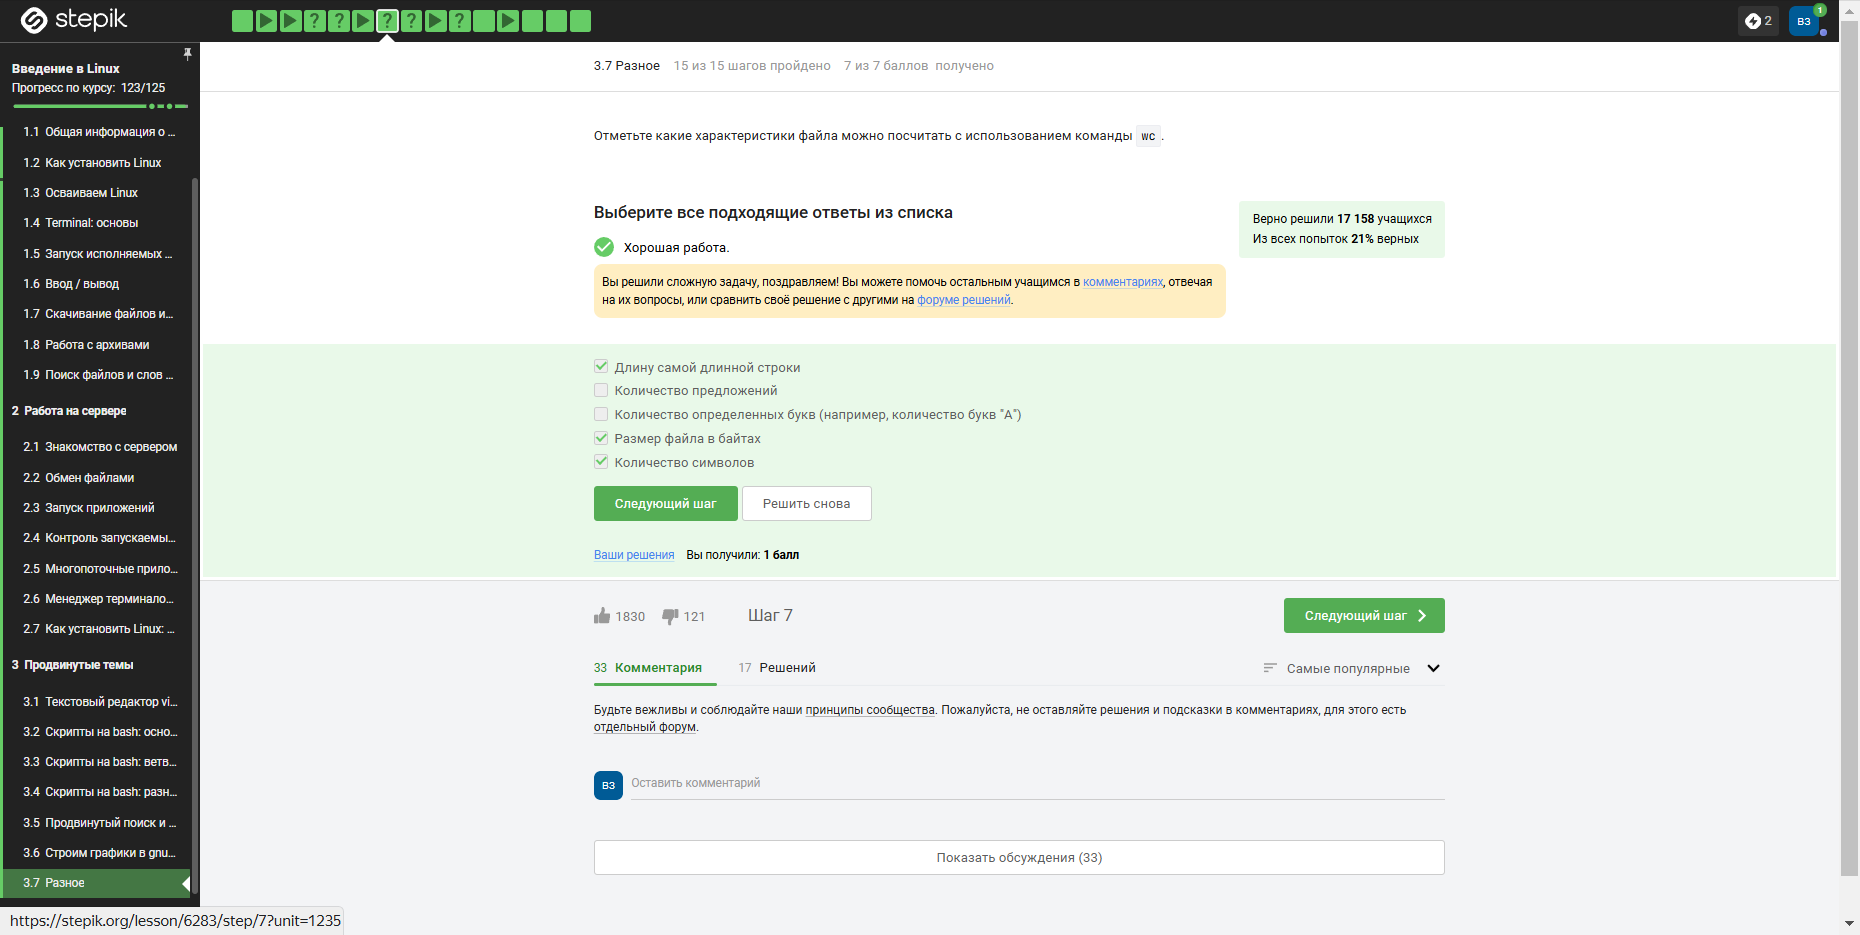 stepik
2
ВЗ
1
Введение в Linux
Прогресс по курсу: 123/125
1.1 Общая информация о ...
1.2 Как установить Linux
1.3 Осваиваем Linux
1.4 Terminal: основы
1.5 Запуск исполняемых ...
1.6 Ввод / вывод
1.7 Скачивание файлов и...
1.8 Работа с архивами
1.9 Поиск файлов и слов ...
2 Работа на сервере
2.1 Знакомство с сервером
2.2 Обмен файлами
2.3 Запуск приложений
2.4 Контроль запускаемы...
2.5 Многопоточные прило...
2.6 Менеджер терминало...
2.7 Как установить Linux: ...
3 Продвинутые темы
3.1 Текстовый редактор vi...
3.2 Скрипты на bash: осно...
3.3 Скрипты на bash: ветв...
3.4 Скрипты на bash: разн...
3.5 Продвинутый поиск и ...
3.6 Строим графики в gnu...
3.7 Разное
https://stepik.org/lesson/6283/step/7?unit=1235
3.7 Разное 15 из 15 шагов пройдено 7 из 7 баллов получено
Отметьте какие характеристики файла можно посчитать с использованием команды wc.
Выберите все подходящие ответы из списка
Верно решили 17 158 учащихся
Из всех попыток 21% верных
Хорошая работа.
Вы решили сложную задачу, поздравляем! Вы можете помочь остальным учащимся в комментариях, отвечая
на их вопросы, или сравнить своё решение с другими на форуме решений.
Длину самой длинной строки
Количество предложений
Количество определенных букв (например, количество букв "А")
Размер файла в байтах
Количество символов
Следующий шаг
Решить снова
Ваши решения Вы получили: 1 балл
1830 121 Шаг 7
Следующий шаг
33 Комментария 17 Решений
Самые популярные
Будьте вежливы и соблюдайте наши принципы сообщества. Пожалуйста, не оставляйте решения и подсказки в комментариях, для этого есть
отдельный форум.
ВЗ
Оставить комментарий
Показать обсуждения (33)